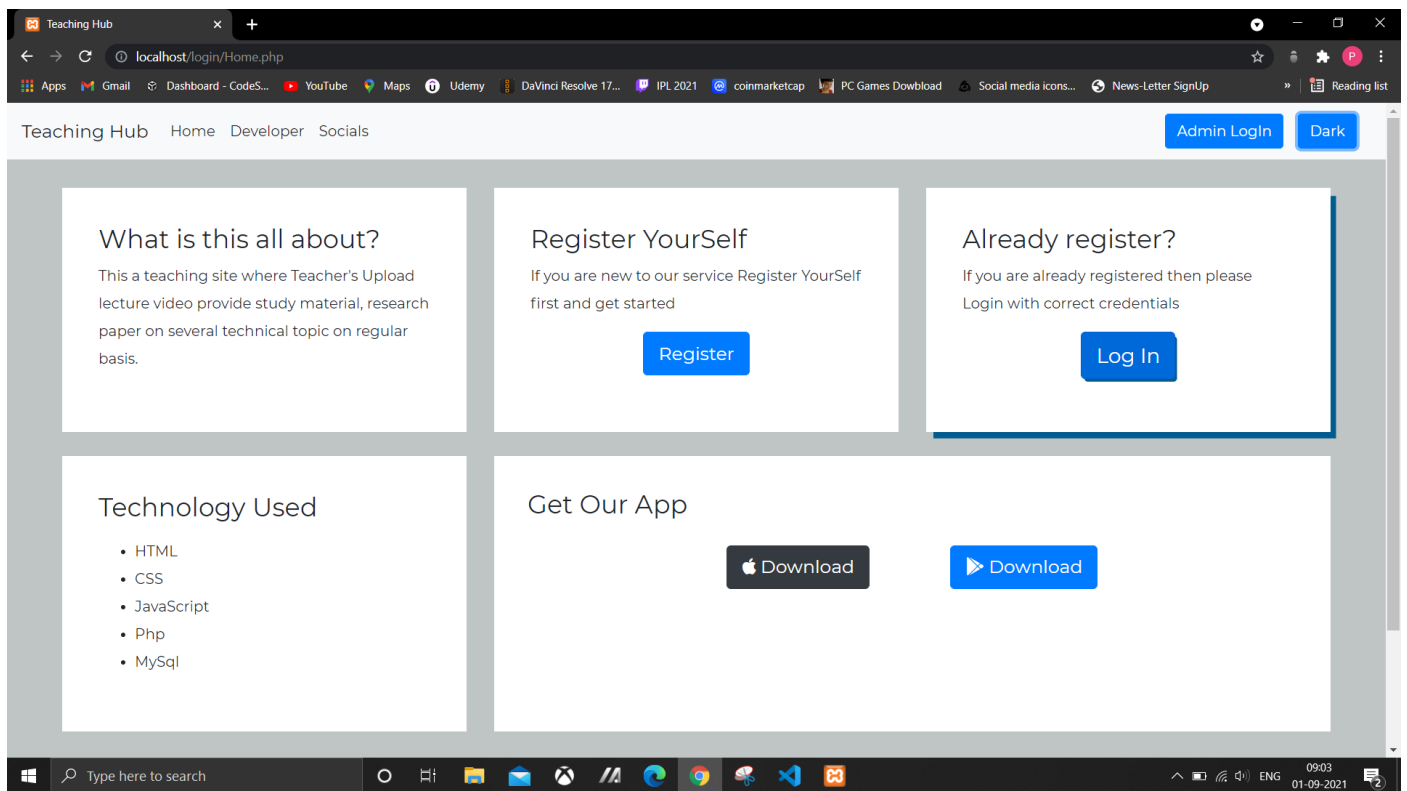 Teaching Hub
localhost/login/Home.php
P
Apps Gmail Dashboard - CodeS... YouTube Maps Udemy DaVinci Resolve 17... IPL 2021 coinmarketcap PC Games Dowbload Social media icons... News-Letter SignUp » Reading list
Teaching Hub Home Developer Socials Admin LogIn Dark
What is this all about?
This a teaching site where Teacher's Upload
lecture video provide study material, research
paper on several technical topic on regular
basis.
Register YourSelf
If you are new to our service Register YourSelf
first and get started
Register
Already register?
If you are already registered then please
Login with correct credentials
Log In
Technology Used
HTML
CSS
JavaScript
Php
MySql
Get Our App
Download Download
Type here to search
ENG
09:03
01-09-2021
2